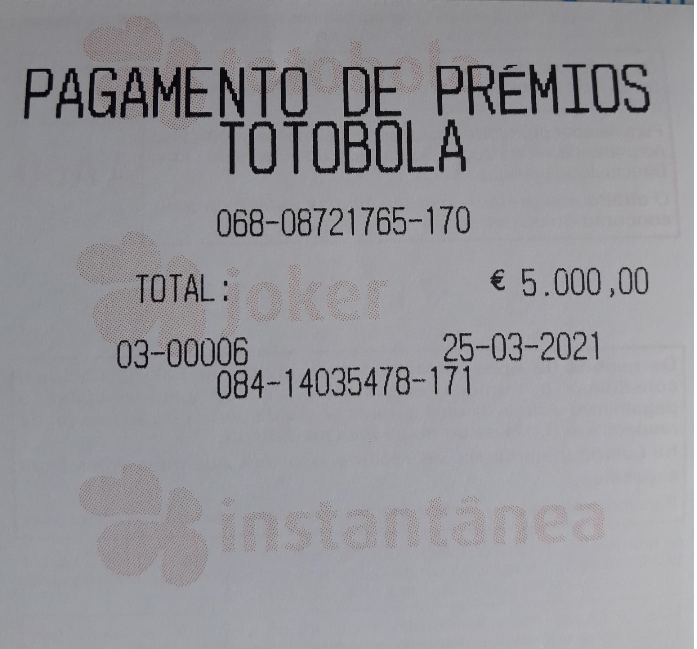 totobola
PAGAMENTO DE PRÉMIOS
TOTOBOLA
068-08721765-170
TOTAL: € 5.000,00
joker
03-00006 25-03-2021
084-14035478-171
instantânea